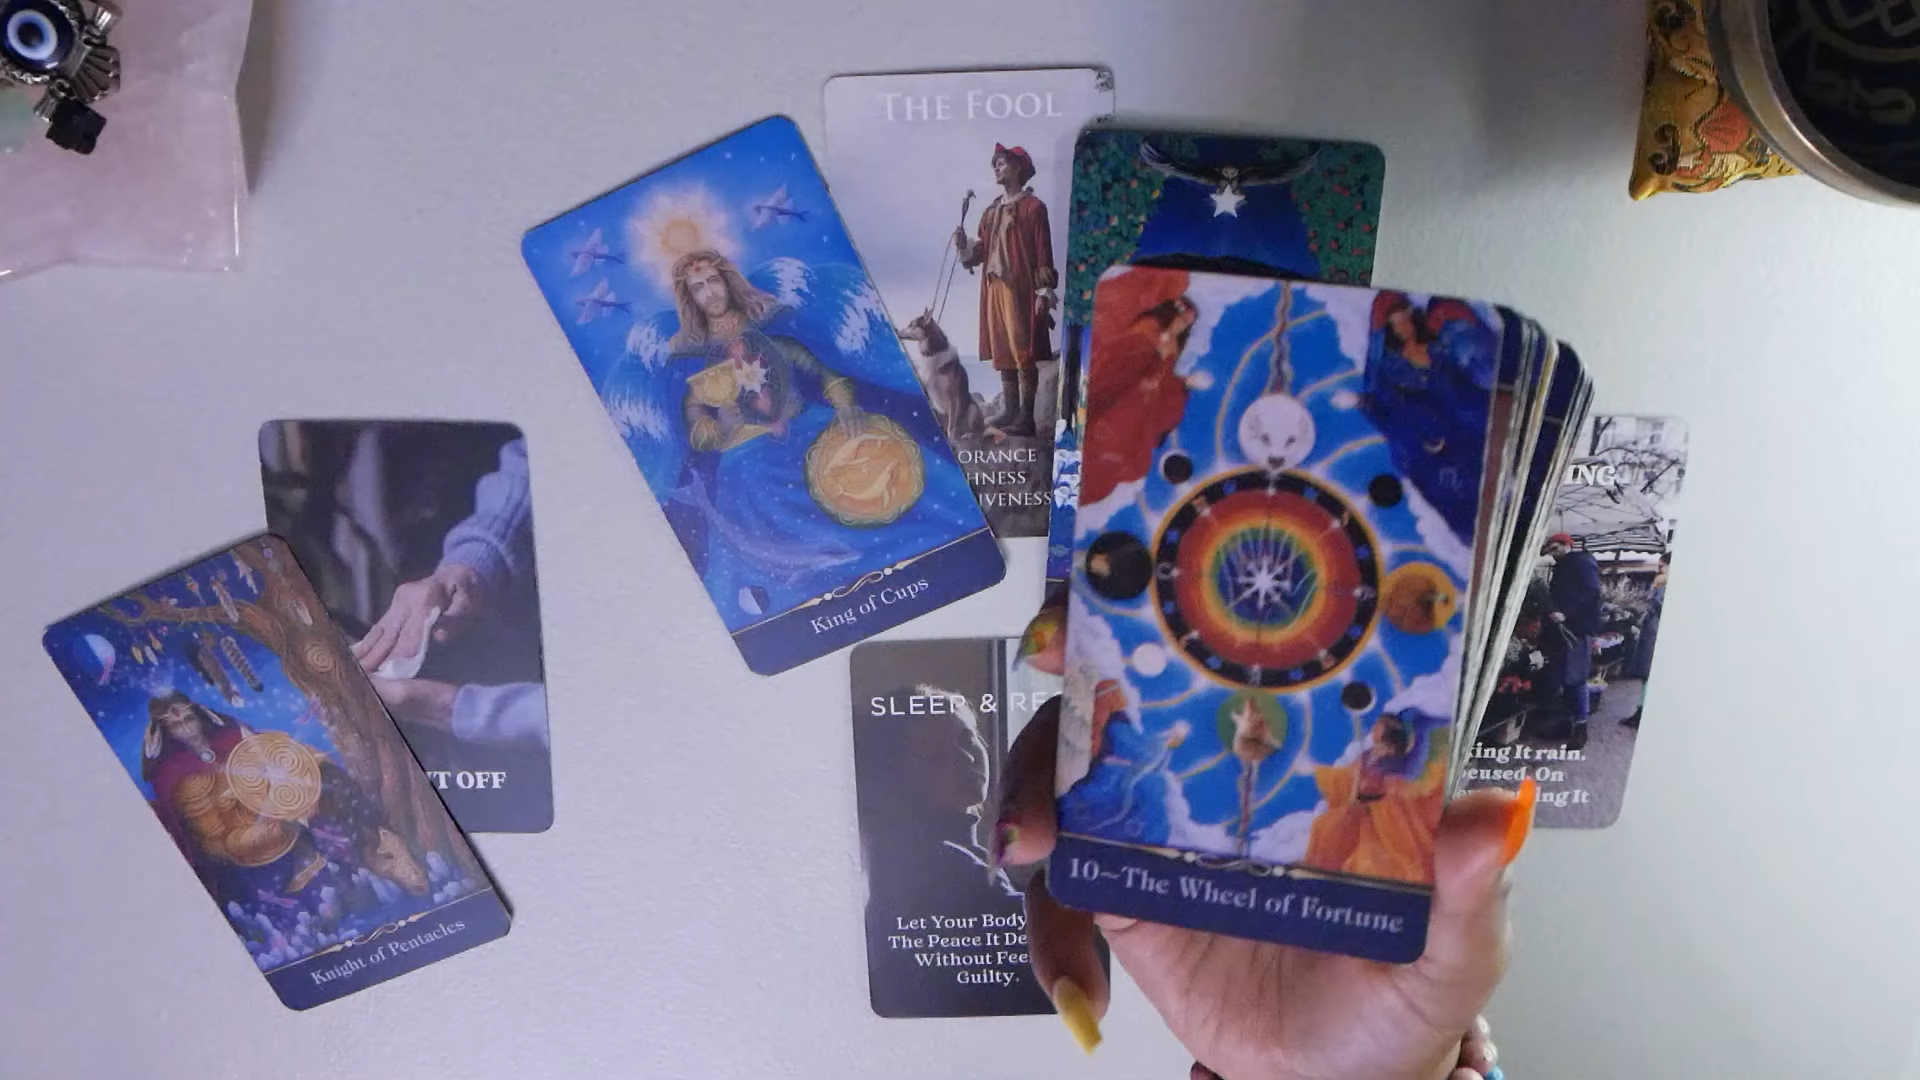 THE FOOL
ORANCE
HNESS
IVENESS
King of Cups
ING
T OFF
Knight of Pentacles
SLEEP & RE
Let Your Body
The Peace It De
Without Fee
Guilty.
10~The Wheel of Fortune
king It rain.
On
ing It